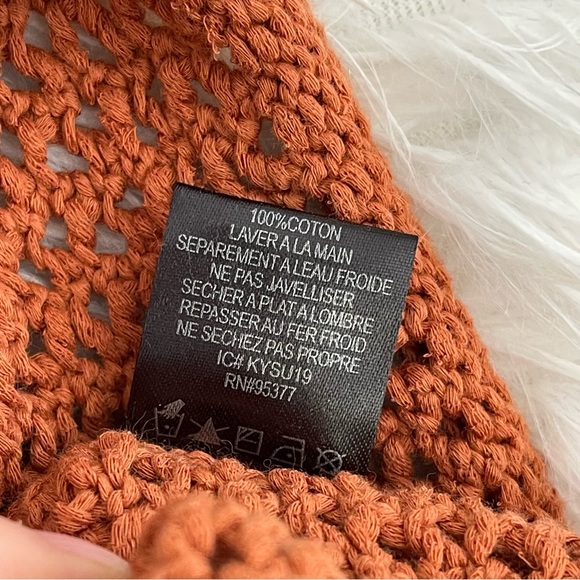 100%COTON
LAVER A LA MAIN
SEPAREMENT A LEAU FROIDE
NE PAS JAVELLISER
SECHER A PLAT A LOMBRE
REPASSER AU FER FROID
NE SECHEZ PAS PROPRE
IC# KYSU19
RN#95377